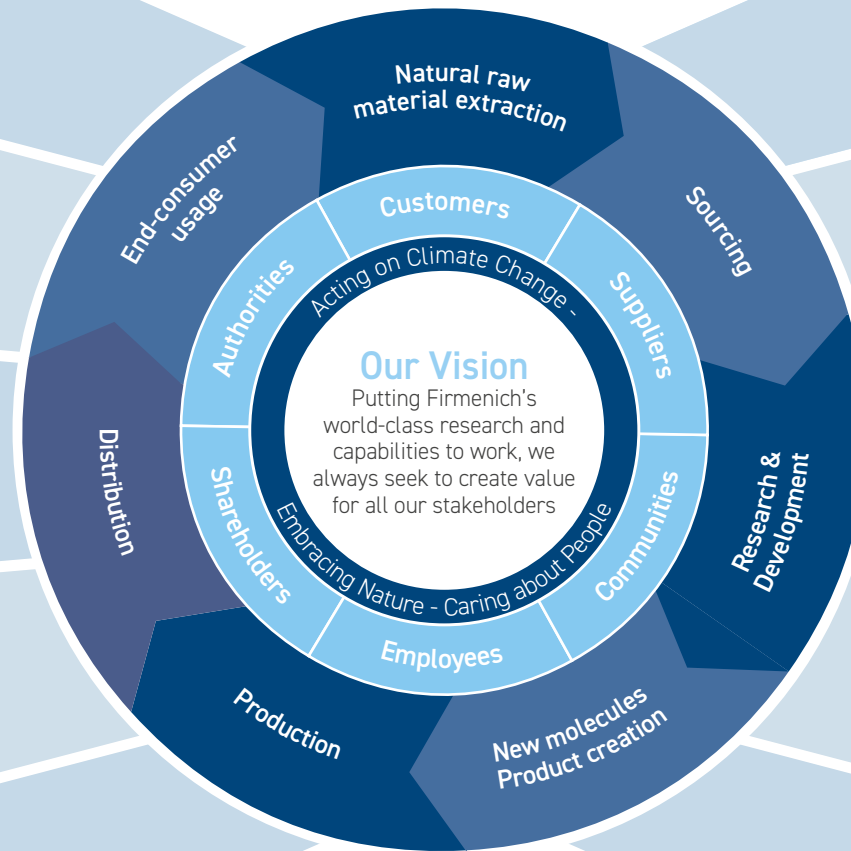 Natural raw
material extraction
Sourcing
Research &
Development
New molecules
Product creation
Production
Distribution
End-consumer
usage
Customers
Suppliers
Communities
Employees
Shareholders
Authorities
Acting on Climate Change -
Embracing Nature - Caring about People
Our Vision
Putting Firmenich's
world-class research and
capabilities to work, we
always seek to create value
for all our stakeholders